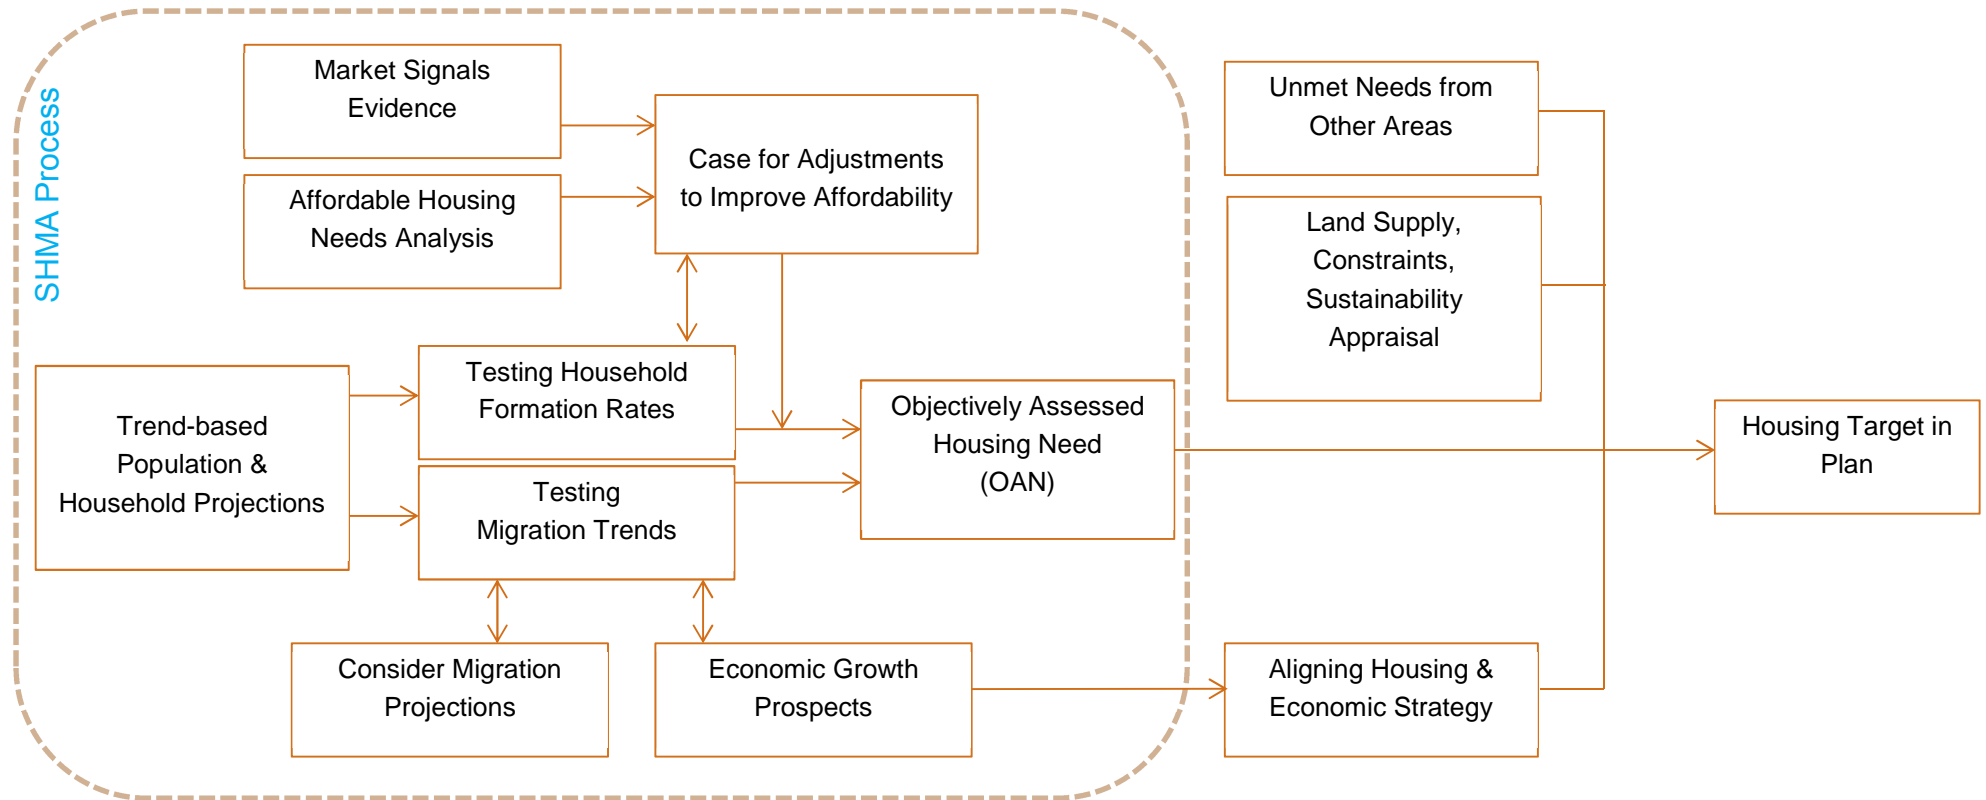 SHMA Process
Market Signals
Evidence
Affordable Housing
Needs Analysis
Case for Adjustments
to Improve Affordability
Trend-based
Population &
Household Projections
Testing Household
Formation Rates
Testing
Migration Trends
Consider Migration
Projections
Economic Growth
Prospects
Objectively Assessed
Housing Need
(OAN)
Unmet Needs from
Other Areas
Land Supply,
Constraints,
Sustainability
Appraisal
Aligning Housing &
Economic Strategy
Housing Target in
Plan